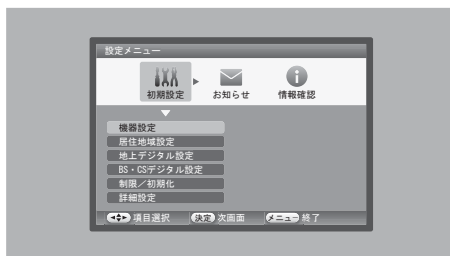 設定メニュー
初期設定 お知らせ 情報確認
機器設定
居住地域設定
地上デジタル設定
BS・CSデジタル設定
制限／初期化
詳細設定
項目選択 決定 次画面 メニュー 終了